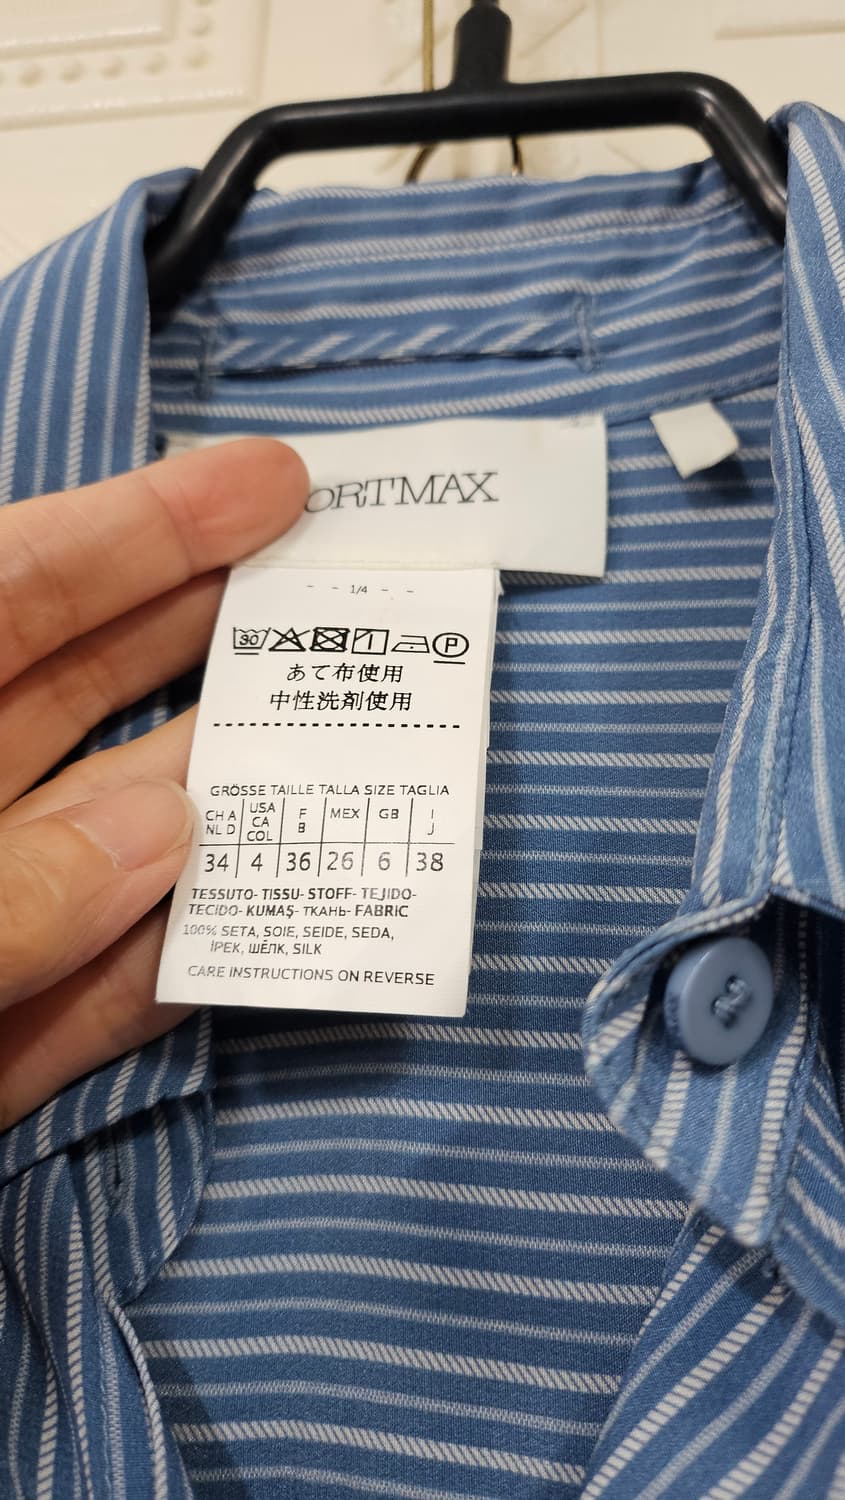 ORTMAX
- - 1/4 - -
30 P
あて布使用
中性洗剤使用
GRÖSSE TAILLE TALLA SIZE TAGLIA
CH A NL D USA CA COL F B MEX GB I J
34 4 36 26 6 38
TESSUTO- TISSU- STOFF- TEJIDO-
TECIDO- KUMAŞ- ТКАНЬ- FABRIC
100% SETA, SOIE, SEIDE, SEDA,
İPEK, ШЁЛК, SILK
CARE INSTRUCTIONS ON REVERSE